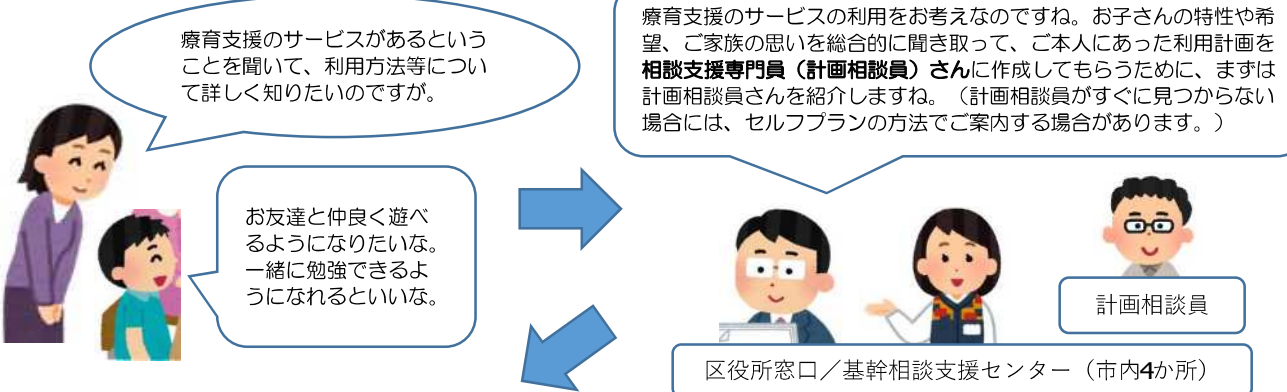 療育支援のサービスがあるという
ことを聞いて、利用方法等につい
て詳しく知りたいのですが。
お友達と仲良く遊べ
るようになりたいな。
一緒に勉強できるよ
うになれるといいな。
療育支援のサービスの利用をお考えなのですね。お子さんの特性や希
望、ご家族の思いを総合的に聞き取って、ご本人にあった利用計画を
相談支援専門員（計画相談員）さんに作成してもらうために、まずは
計画相談員さんを紹介しますね。（計画相談員がすぐに見つからない
場合には、セルフプランの方法でご案内する場合があります。）
計画相談員
区役所窓口／基幹相談支援センター（市内4か所）